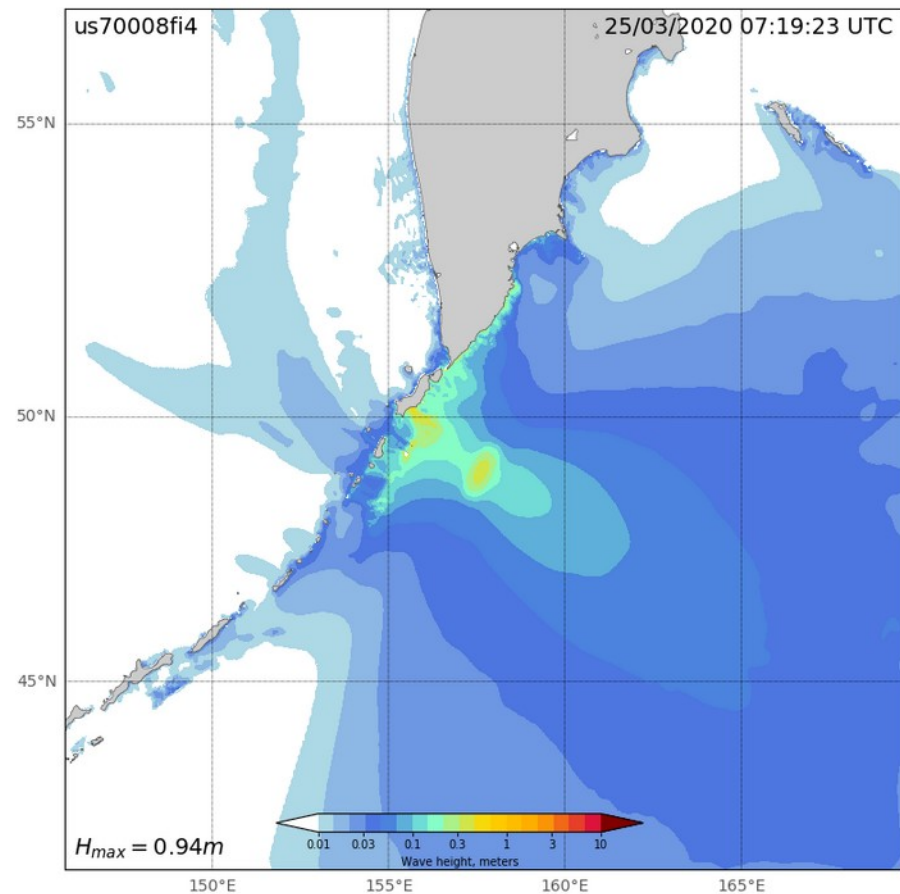 us70008fi4
25/03/2020 07:19:23 UTC
55°N
50°N
45°N
H_max = 0.94m
0.01 0.03 0.1 0.3 1 3 10
Wave height, meters
150°E 155°E 160°E 165°E